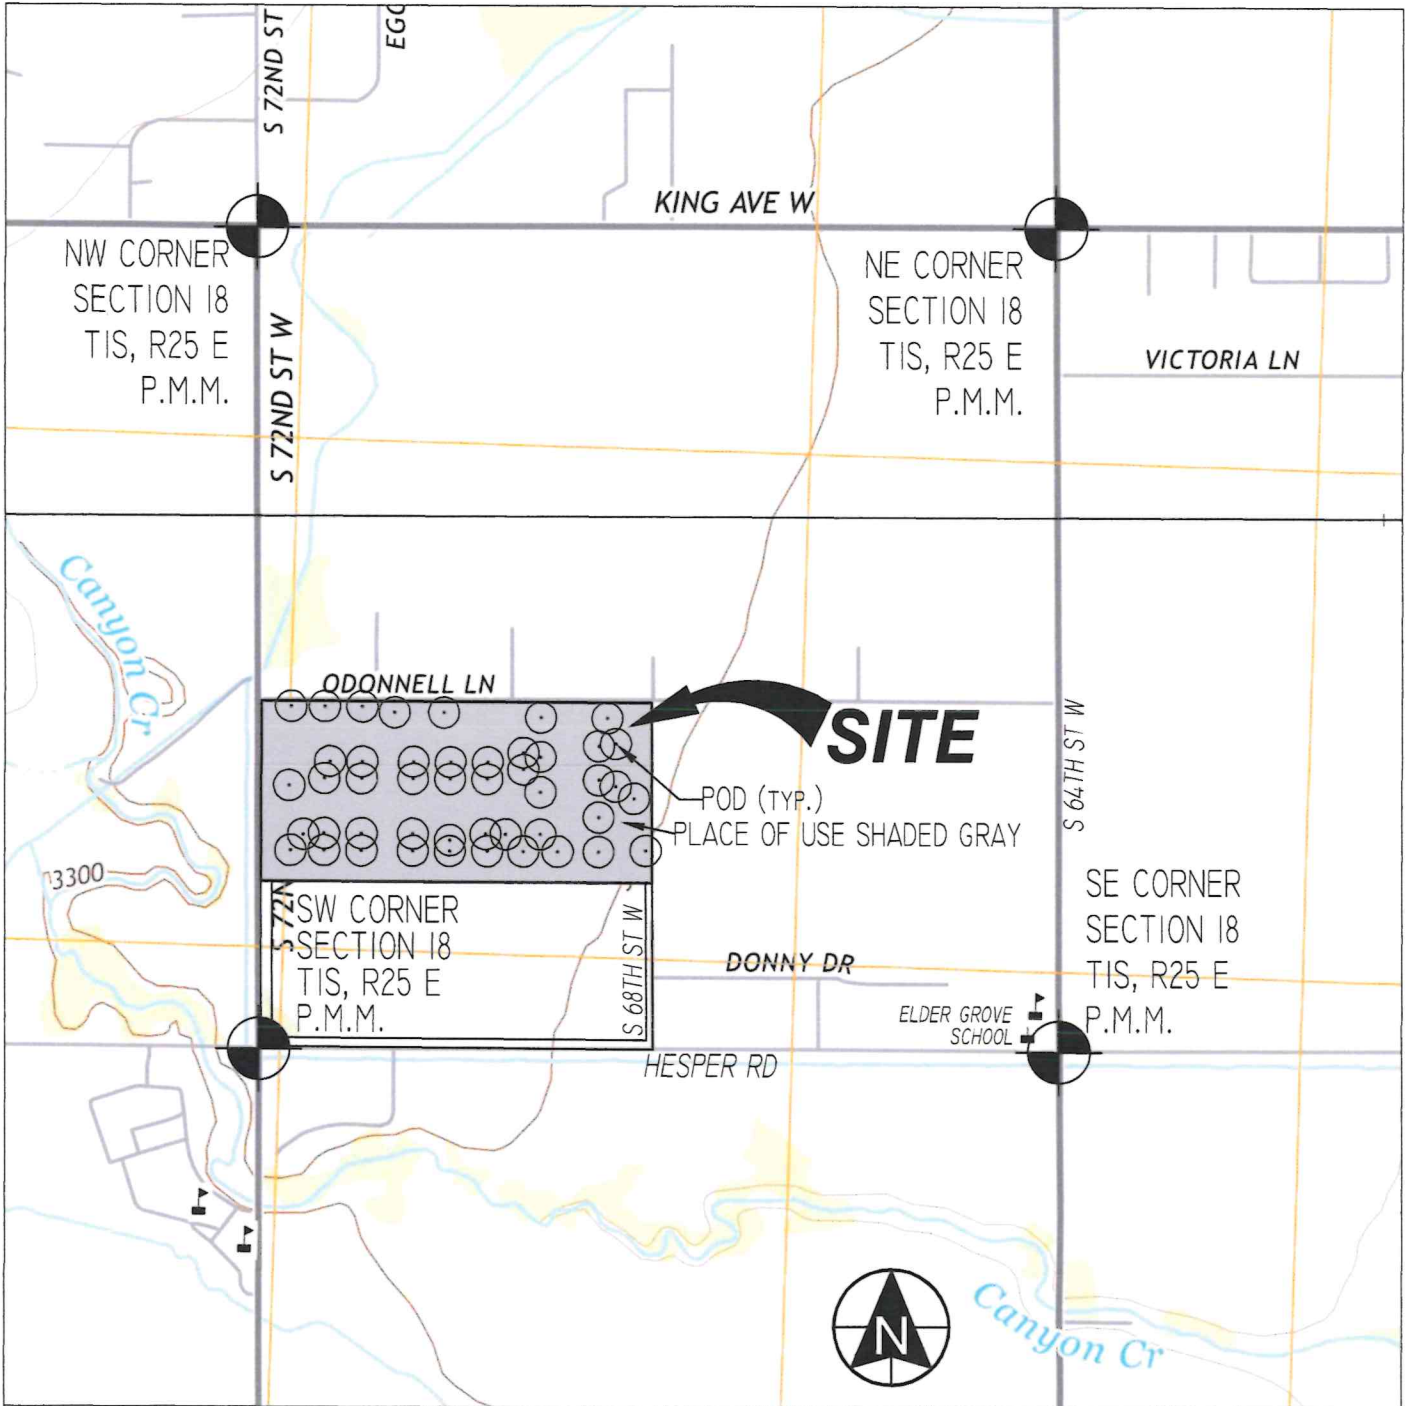 S 72ND ST
EGG
KING AVE W
NW CORNER
SECTION 18
T1S, R25 E
P.M.M.
NE CORNER
SECTION 18
T1S, R25 E
P.M.M.
S 72ND ST W
VICTORIA LN
Canyon Cr
ODONNELL LN
SITE
S 64TH ST W
POD (TYP.)
PLACE OF USE SHADED GRAY
3300
S 72N
SW CORNER
SECTION 18
T1S, R25 E
P.M.M.
S 68TH ST W
DONNY DR
SE CORNER
SECTION 18
T1S, R25 E
P.M.M.
ELDER GROVE
SCHOOL
HESPER RD
N
Canyon Cr